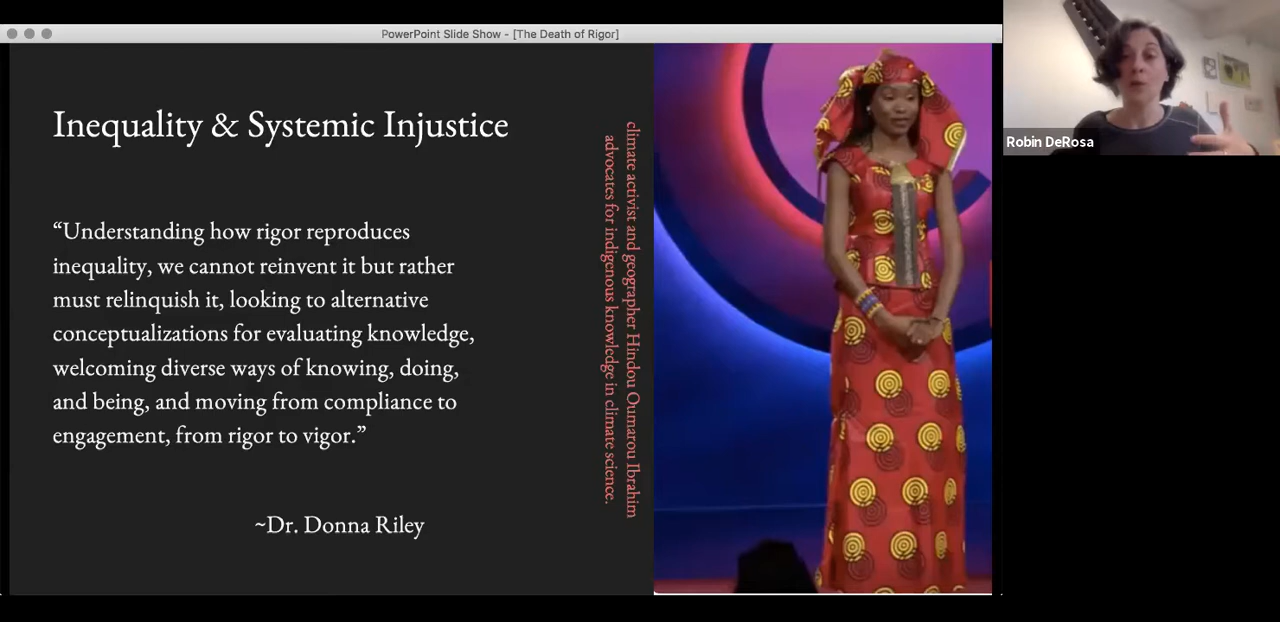 PowerPoint Slide Show - [The Death of Rigor]
Inequality & Systemic Injustice
“Understanding how rigor reproduces
inequality, we cannot reinvent it but rather
must relinquish it, looking to alternative
conceptualizations for evaluating knowledge,
welcoming diverse ways of knowing, doing,
and being, and moving from compliance to
engagement, from rigor to vigor.”
~Dr. Donna Riley
climate activist and geographer Hindou Oumarou Ibrahim
advocates for indigenous knowledge in climate science.
Robin DeRosa